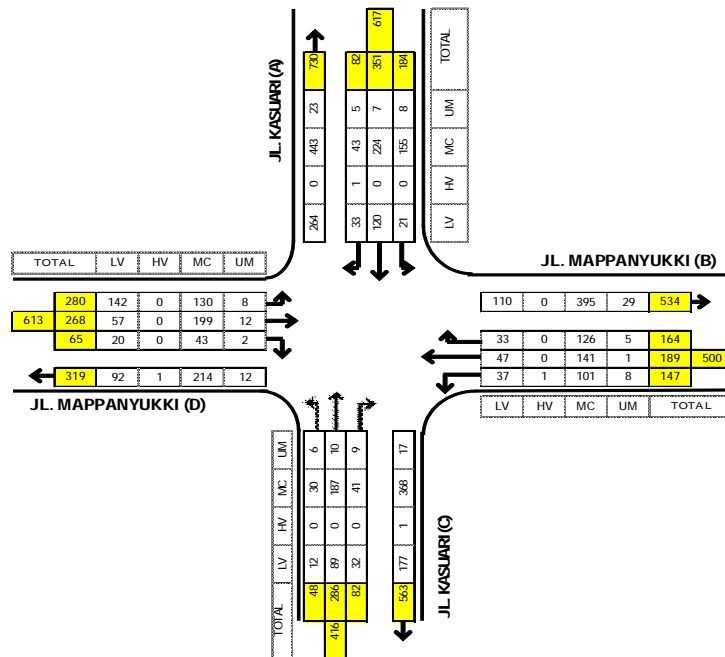 JL. KASUARI (A)
730 23 443 0 264
617
82 5 43 1 33
351 7 224 0 120
184 8 155 0 21
TOTAL UM MC HV LV
TOTAL LV HV MC UM
280 142 0 130 8
613 268 57 0 199 12
65 20 0 43 2
319 92 1 214 12
JL. MAPPANYUKKI (D)
JL. MAPPANYUKKI (B)
110 0 395 29 534
33 0 126 5 164
47 0 141 1 189 500
37 1 101 8 147
LV HV MC UM TOTAL
UM MC HV LV TOTAL
6 30 0 12 48
10 187 0 89 286 416
9 41 0 32 82
17 368 1 177 563
JL. KASUARI (C)